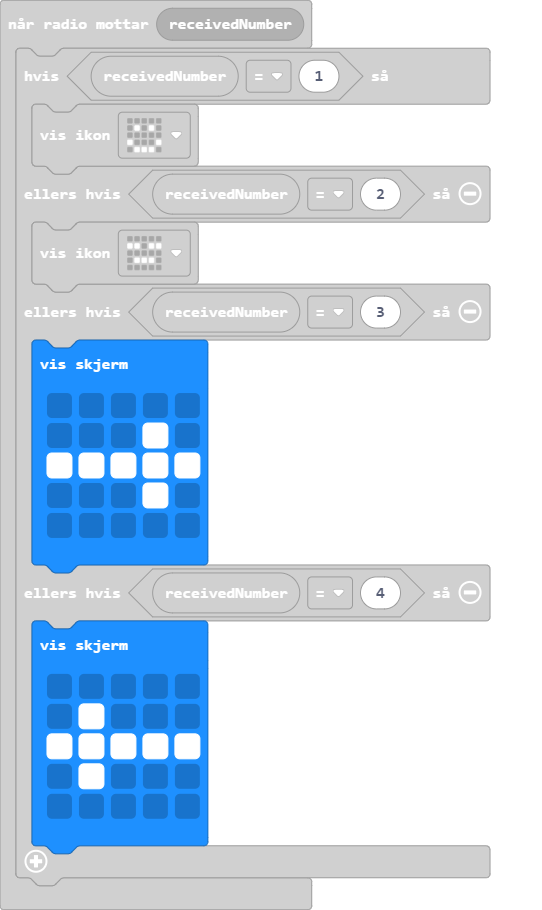 når radio mottar receivedNumber
hvis receivedNumber = 1 så
vis ikon
ellers hvis receivedNumber = 2 så
vis ikon
ellers hvis receivedNumber = 3 så
vis skjerm
ellers hvis receivedNumber = 4 så
vis skjerm